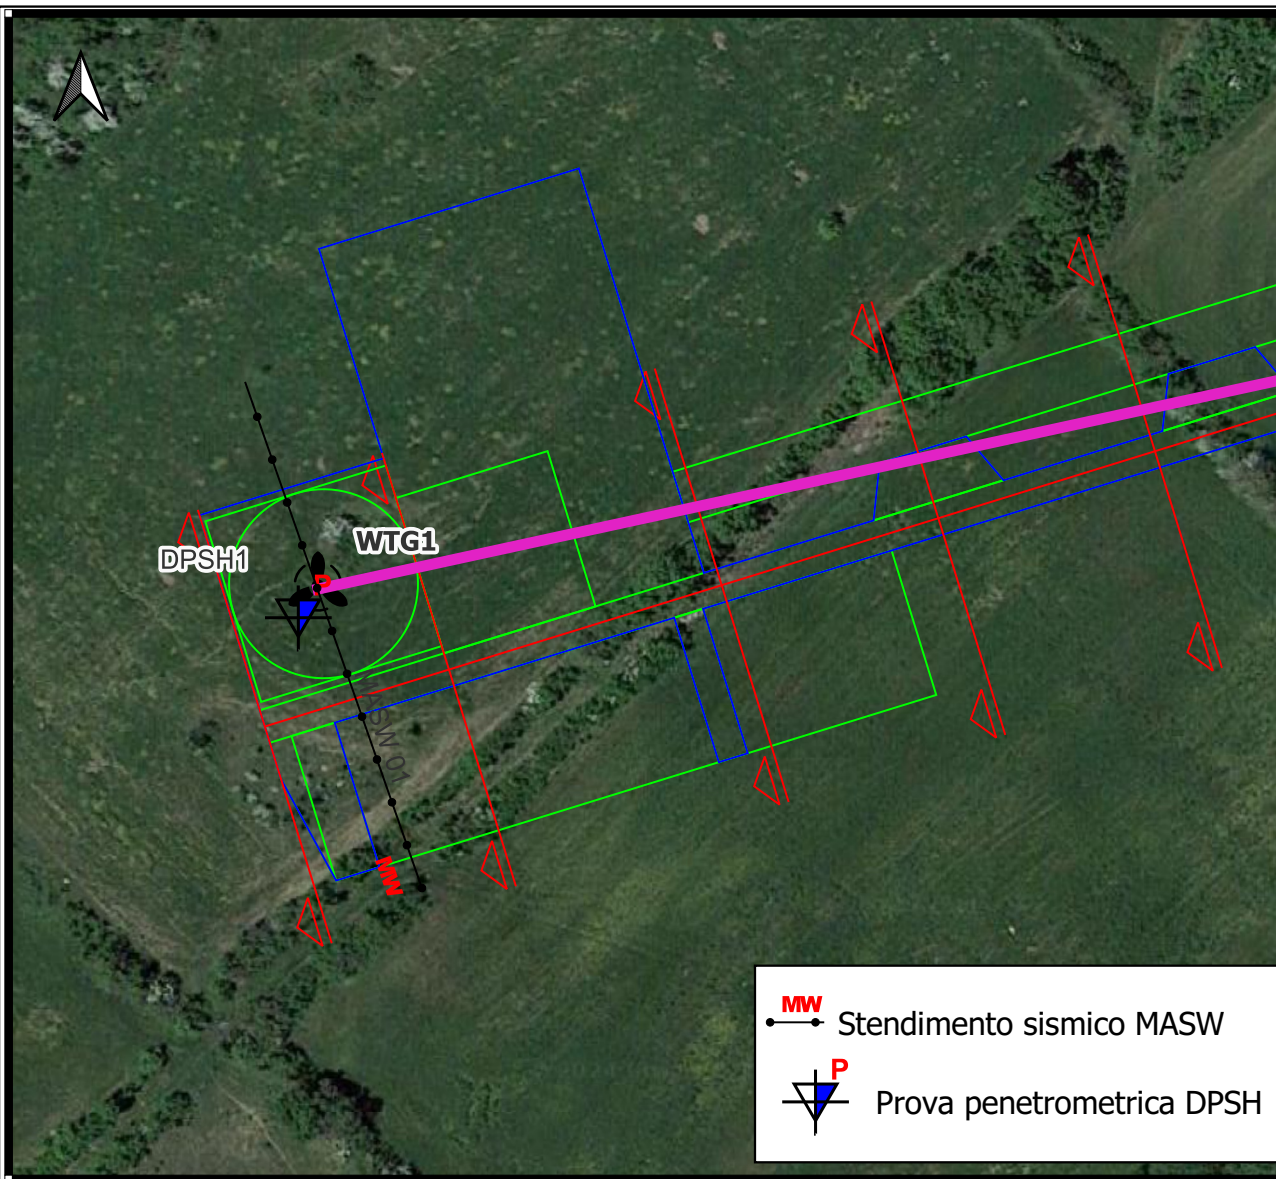 WTG1
DPSH1
P
MASW 01
MW
MW
Stendimento sismico MASW
P
Prova penetrometrica DPSH